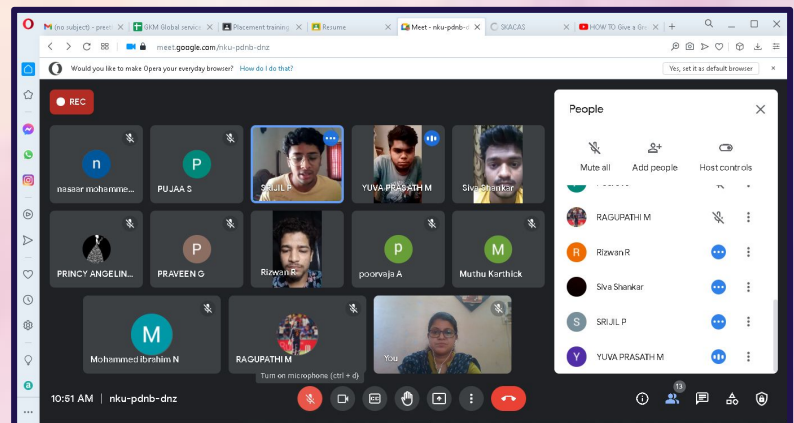 (no subject) - preet
GKM Global service
Placement training
Resume
Meet - nku-pdnb-d
SKACAS
HOW TO Give a Gre
meet.google.com/nku-pdnb-dnz
Would you like to make Opera your everyday browser? How do I do that?
Yes, set it as default browser
REC
n
nasaar mohamme...
P
PUJAA S
SRIJIL P
YUVA PRASATH M
Siva Shankar
PRINCY ANGELIN...
P
PRAVEEN G
Rizwan R
p
poorvaja A
M
Muthu Karthick
M
Mohammed ibrahim N
RAGUPATHI M
You
Turn on microphone (ctrl + d)
10:51 AM | nku-pdnb-dnz
CC
13
People
Mute all
Add people
Host controls
RAGUPATHI M
R
Rizwan R
Siva Shankar
S
SRIJIL P
Y
YUVA PRASATH M